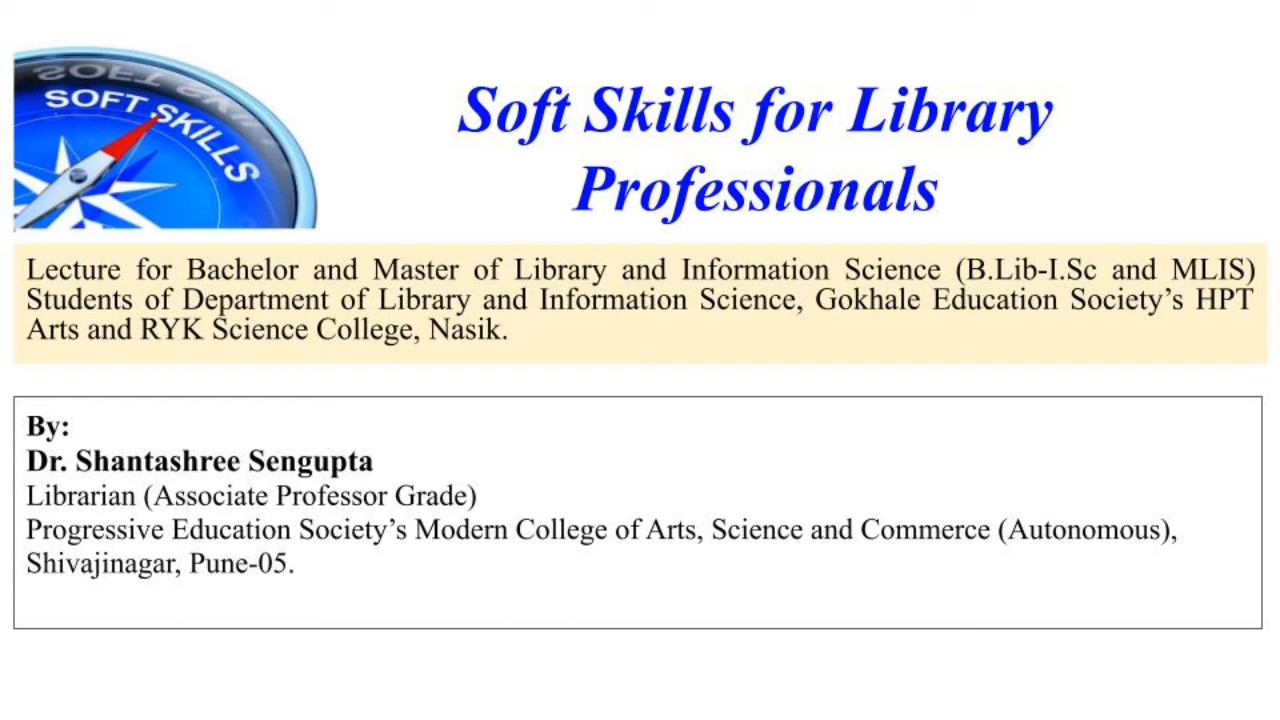 SOFT SKILLS
SOFT SKILLS
Soft Skills for Library
Professionals
Lecture for Bachelor and Master of Library and Information Science (B.Lib-I.Sc and MLIS)
Students of Department of Library and Information Science, Gokhale Education Society’s HPT
Arts and RYK Science College, Nasik.
By:
Dr. Shantashree Sengupta
Librarian (Associate Professor Grade)
Progressive Education Society’s Modern College of Arts, Science and Commerce (Autonomous),
Shivajinagar, Pune-05.